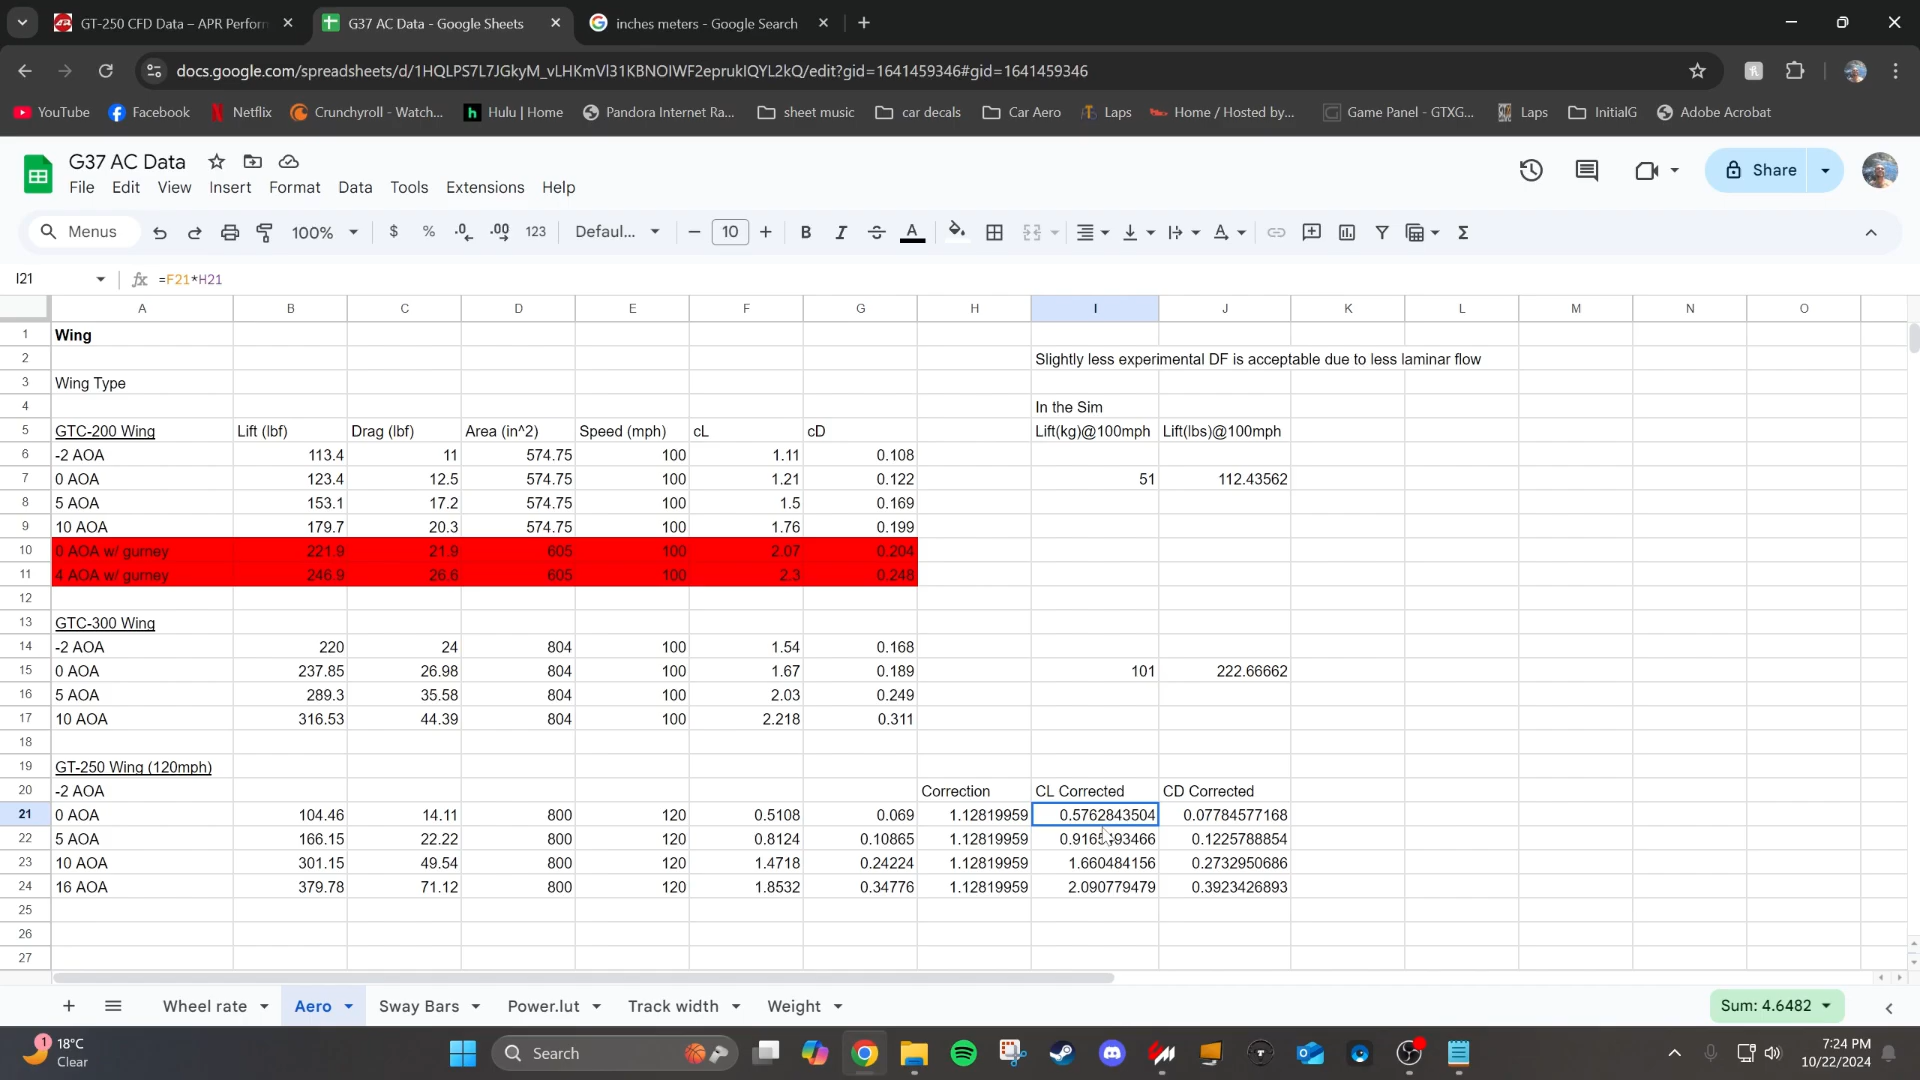 GT-250 CFD Data – APR Perform
G37 AC Data - Google Sheets
inches meters - Google Search
docs.google.com/spreadsheets/d/1HQLPS7L7JGkyM_vLHKmVl31KBNOIWF2eprukIQYL2kQ/edit?gid=1641459346#gid=1641459346
YouTube Facebook Netflix Crunchyroll - Watch... Hulu | Home Pandora Internet Ra... sheet music car decals Car Aero Laps Home / Hosted by... Game Panel - GTXG... Laps InitialG Adobe Acrobat
G37 AC Data
Share
File Edit View Insert Format Data Tools Extensions Help
Menus 100% $ % .0 .00 123 Defaul... 10 B I S A
I21 fx =F21*H21
A B C D E F G H I J K L M N O
1 Wing
2 Slightly less experimental DF is acceptable due to less laminar flow
3 Wing Type
4 In the Sim
5 GTC-200 Wing Lift (lbf) Drag (lbf) Area (in^2) Speed (mph) cL cD Lift(kg)@100mph Lift(lbs)@100mph
6 -2 AOA 113.4 11 574.75 100 1.11 0.108
7 0 AOA 123.4 12.5 574.75 100 1.21 0.122 51 112.43562
8 5 AOA 153.1 17.2 574.75 100 1.5 0.169
9 10 AOA 179.7 20.3 574.75 100 1.76 0.199
10 0 AOA w/ gurney 221.9 21.9 605 100 2.07 0.204
11 4 AOA w/ gurney 246.9 26.6 605 100 2.3 0.248
12
13 GTC-300 Wing
14 -2 AOA 220 24 804 100 1.54 0.168
15 0 AOA 237.85 26.98 804 100 1.67 0.189 101 222.66662
16 5 AOA 289.3 35.58 804 100 2.03 0.249
17 10 AOA 316.53 44.39 804 100 2.218 0.311
18
19 GT-250 Wing (120mph)
20 -2 AOA Correction CL Corrected CD Corrected
21 0 AOA 104.46 14.11 800 120 0.5108 0.069 1.12819959 0.5762843504 0.07784577168
22 5 AOA 166.15 22.22 800 120 0.8124 0.10865 1.12819959 0.1225788854
23 10 AOA 301.15 49.54 800 120 1.4718 0.24224 1.12819959 1.660484156 0.2732950686
24 16 AOA 379.78 71.12 800 120 1.8532 0.34776 1.12819959 2.090779479 0.3923426893
25
26
27
Wheel rate Aero Sway Bars Power.lut Track width Weight
Sum: 4.6482
1
18°C
Clear
Search
7:24 PM
10/22/2024